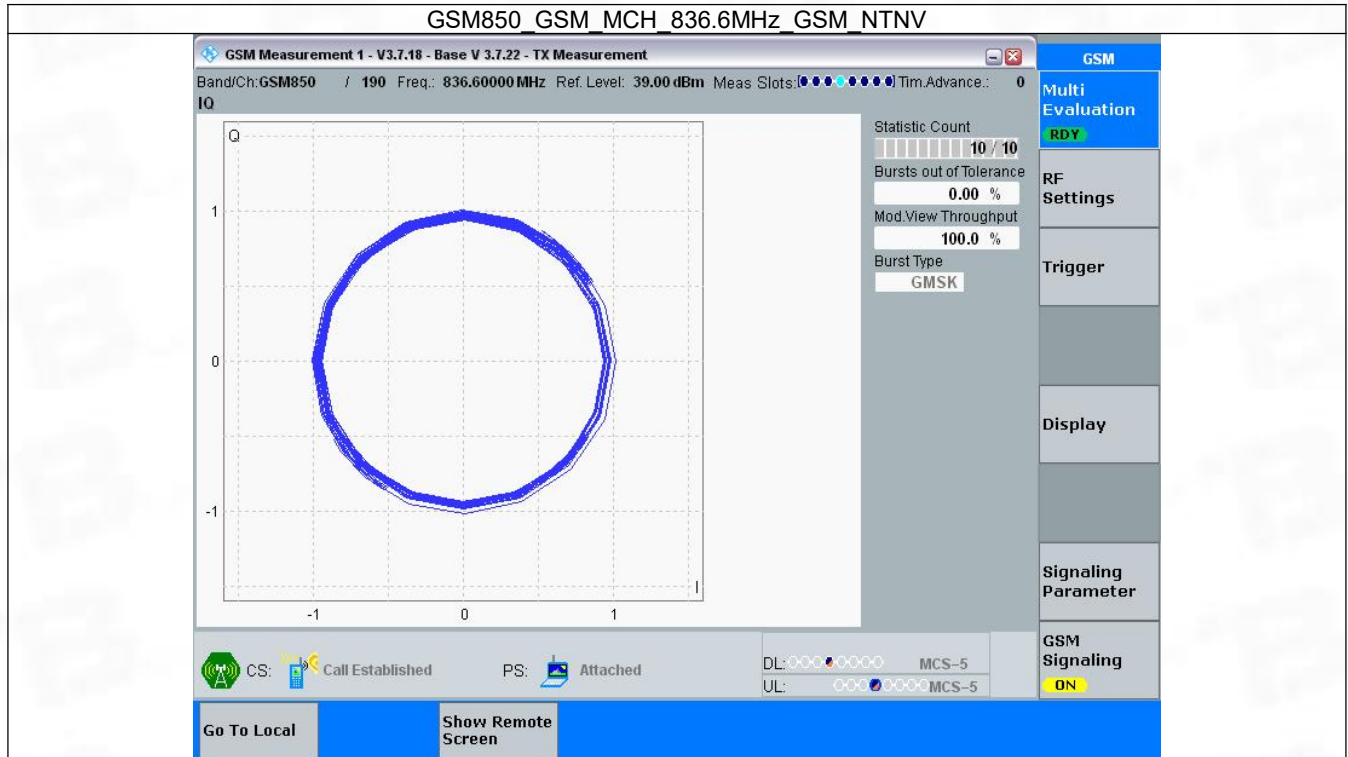 GSM850_GSM_MCH_836.6MHz_GSM_NTNV
GSM Measurement 1 - V3.7.18 - Base V 3.7.22 - TX Measurement
GSM
Band/Ch:GSM850 / 190 Freq.: 836.60000 MHz Ref. Level: 39.00 dBm Meas Slots: Tim.Advance.: 0
IQ
Multi
Evaluation
RDY
Q
1
0
-1
-1 0 1
I
Statistic Count
10 / 10
Bursts out of Tolerance
0.00 %
Mod.View Throughput
100.0 %
Burst Type
GMSK
RF
Settings
Trigger
Display
Signaling
Parameter
GSM
Signaling
ON
CS: Call Established PS: Attached
DL: MCS-5
UL: MCS-5
Go To Local
Show Remote
Screen